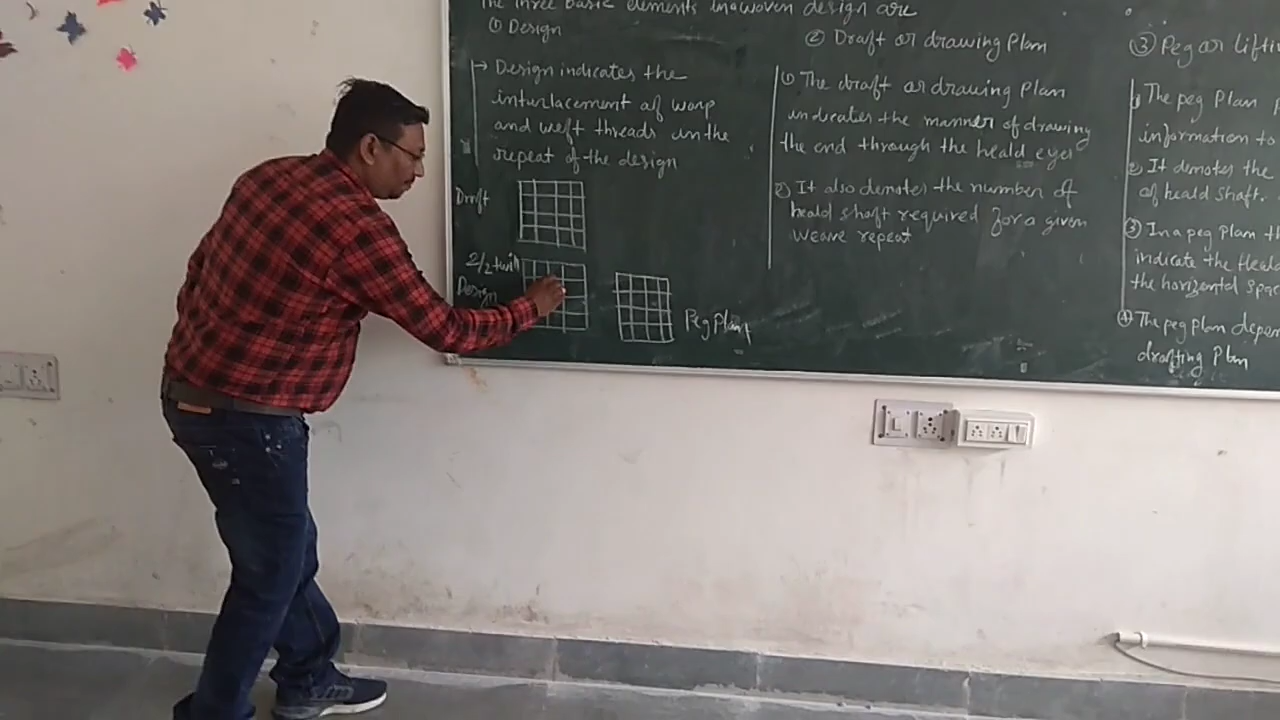 The three basic elements in a woven design are
① Design
→ Design indicates the
interlacement of warp
and weft threads in the
repeat of the design
Draft
2/2 twill
Design
Peg Plan
② Draft or drawing Plan
① The draft or drawing Plan
indicates the manner of drawing
the end through the heald eyes
② It also denotes the number of
heald shaft required for a given
weave repeat
③ Peg or lifti
The peg Plan
information to
② It denotes the
of heald shaft.
③ In a peg Plan th
indicate the Heal
the horizontal spac
④ The peg plan depen
drafting Plan